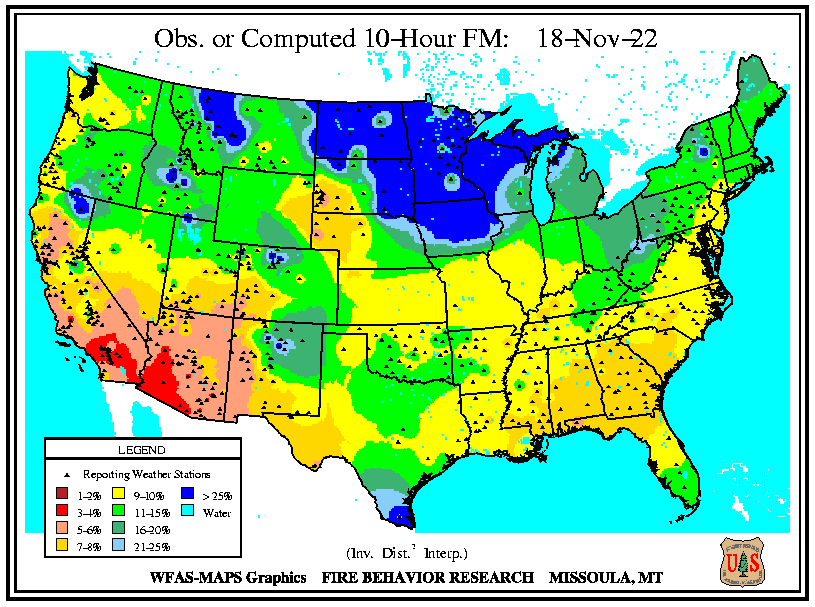 Obs. or Computed 10-Hour FM: 18-Nov-22
LEGEND
Reporting Weather Stations
1-2% 9-10% > 25%
3-4% 11-15% Water
5-6% 16-20%
7-8% 21-25%
(Inv. Dist.² Interp.)
WFAS-MAPS Graphics FIRE BEHAVIOR RESEARCH MISSOULA, MT
U S